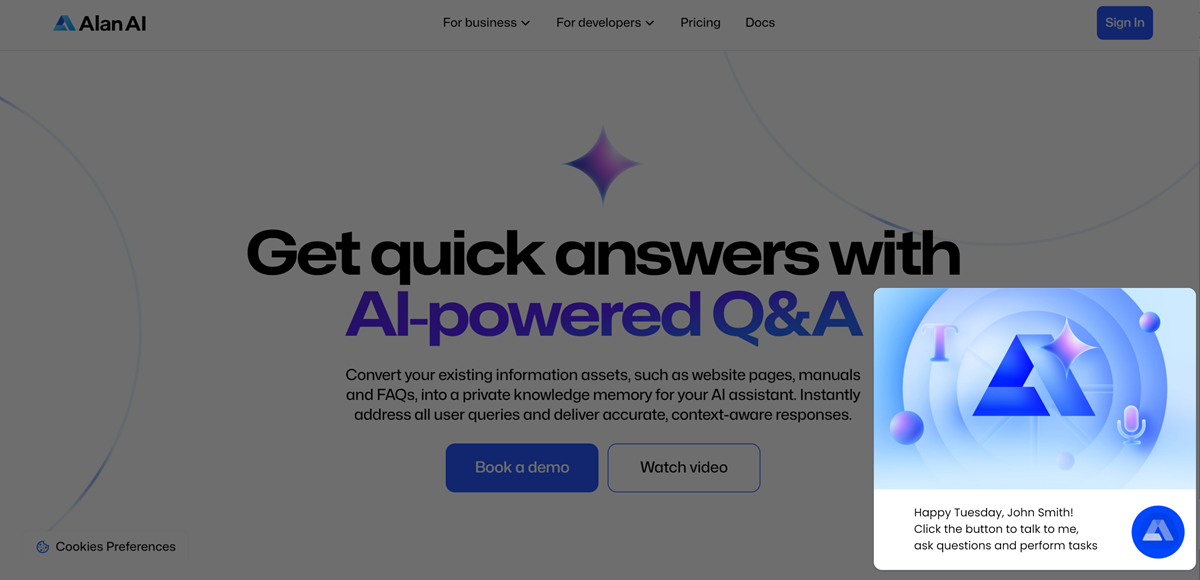 Alan AI
For business
For developers
Pricing
Docs
Sign In
Get quick answers with
AI-powered Q&A
Convert your existing information assets, such as website pages, manuals
and FAQs, into a private knowledge memory for your AI assistant. Instantly
address all user queries and deliver accurate, context-aware responses.
Book a demo
Watch video
T
Happy Tuesday, John Smith!
Click the button to talk to me,
ask questions and perform tasks
Cookies Preferences